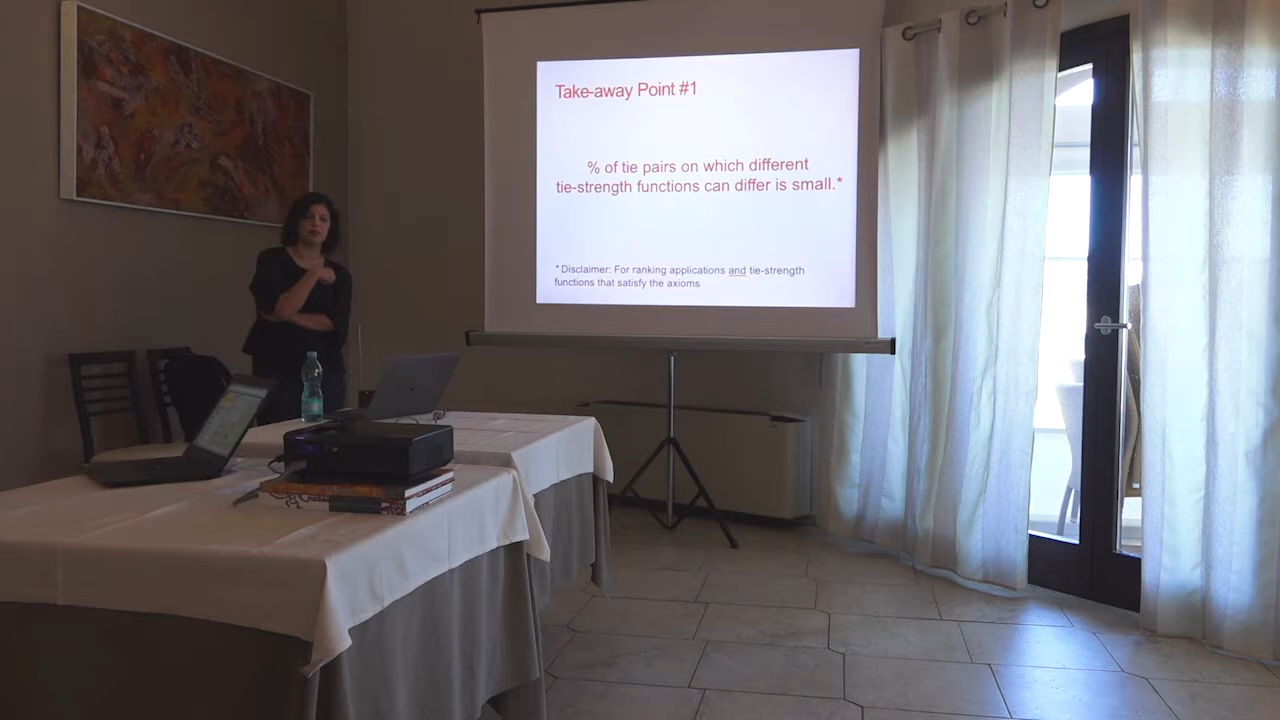 Take-away Point #1
% of tie pairs on which different
tie-strength functions can differ is small.*
* Disclaimer: For ranking applications and tie-strength
functions that satisfy the axioms